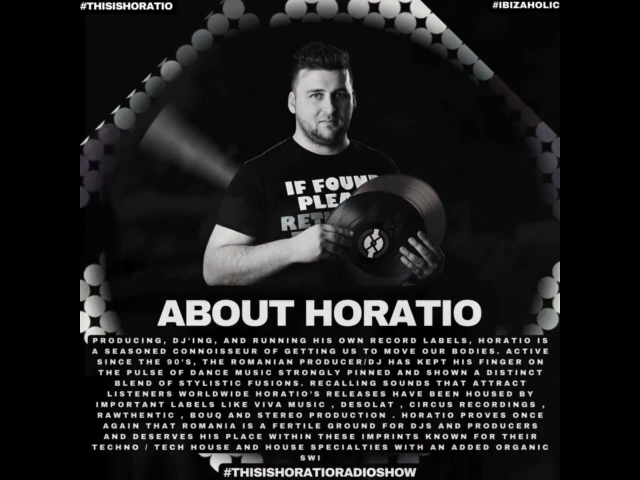 #THISISHORATIO
#IBIZAHOLIC
IF FOUND
PLEA
RET
ABOUT HORATIO
PRODUCING, DJ'ING, AND RUNNING HIS OWN RECORD LABELS, HORATIO IS
A SEASONED CONNOISSEUR OF GETTING US TO MOVE OUR BODIES. ACTIVE
SINCE THE 90'S, THE ROMANIAN PRODUCER/DJ HAS KEPT HIS FINGER ON
THE PULSE OF DANCE MUSIC STRONGLY PINNED AND SHOWN A DISTINCT
BLEND OF STYLISTIC FUSIONS. RECALLING SOUNDS THAT ATTRACT
LISTENERS WORLDWIDE HORATIO'S RELEASES HAVE BEEN HOUSED BY
IMPORTANT LABELS LIKE VIVA MUSIC , DESOLAT , CIRCUS RECORDINGS ,
RAWTHENTIC , BOUQ AND STEREO PRODUCTION . HORATIO PROVES ONCE
AGAIN THAT ROMANIA IS A FERTILE GROUND FOR DJS AND PRODUCERS
AND DESERVES HIS PLACE WITHIN THESE IMPRINTS KNOWN FOR THEIR
TECHNO / TECH HOUSE AND HOUSE SPECIALTIES WITH AN ADDED ORGANIC
SWI
#THISISHORATIORADIOSHOW